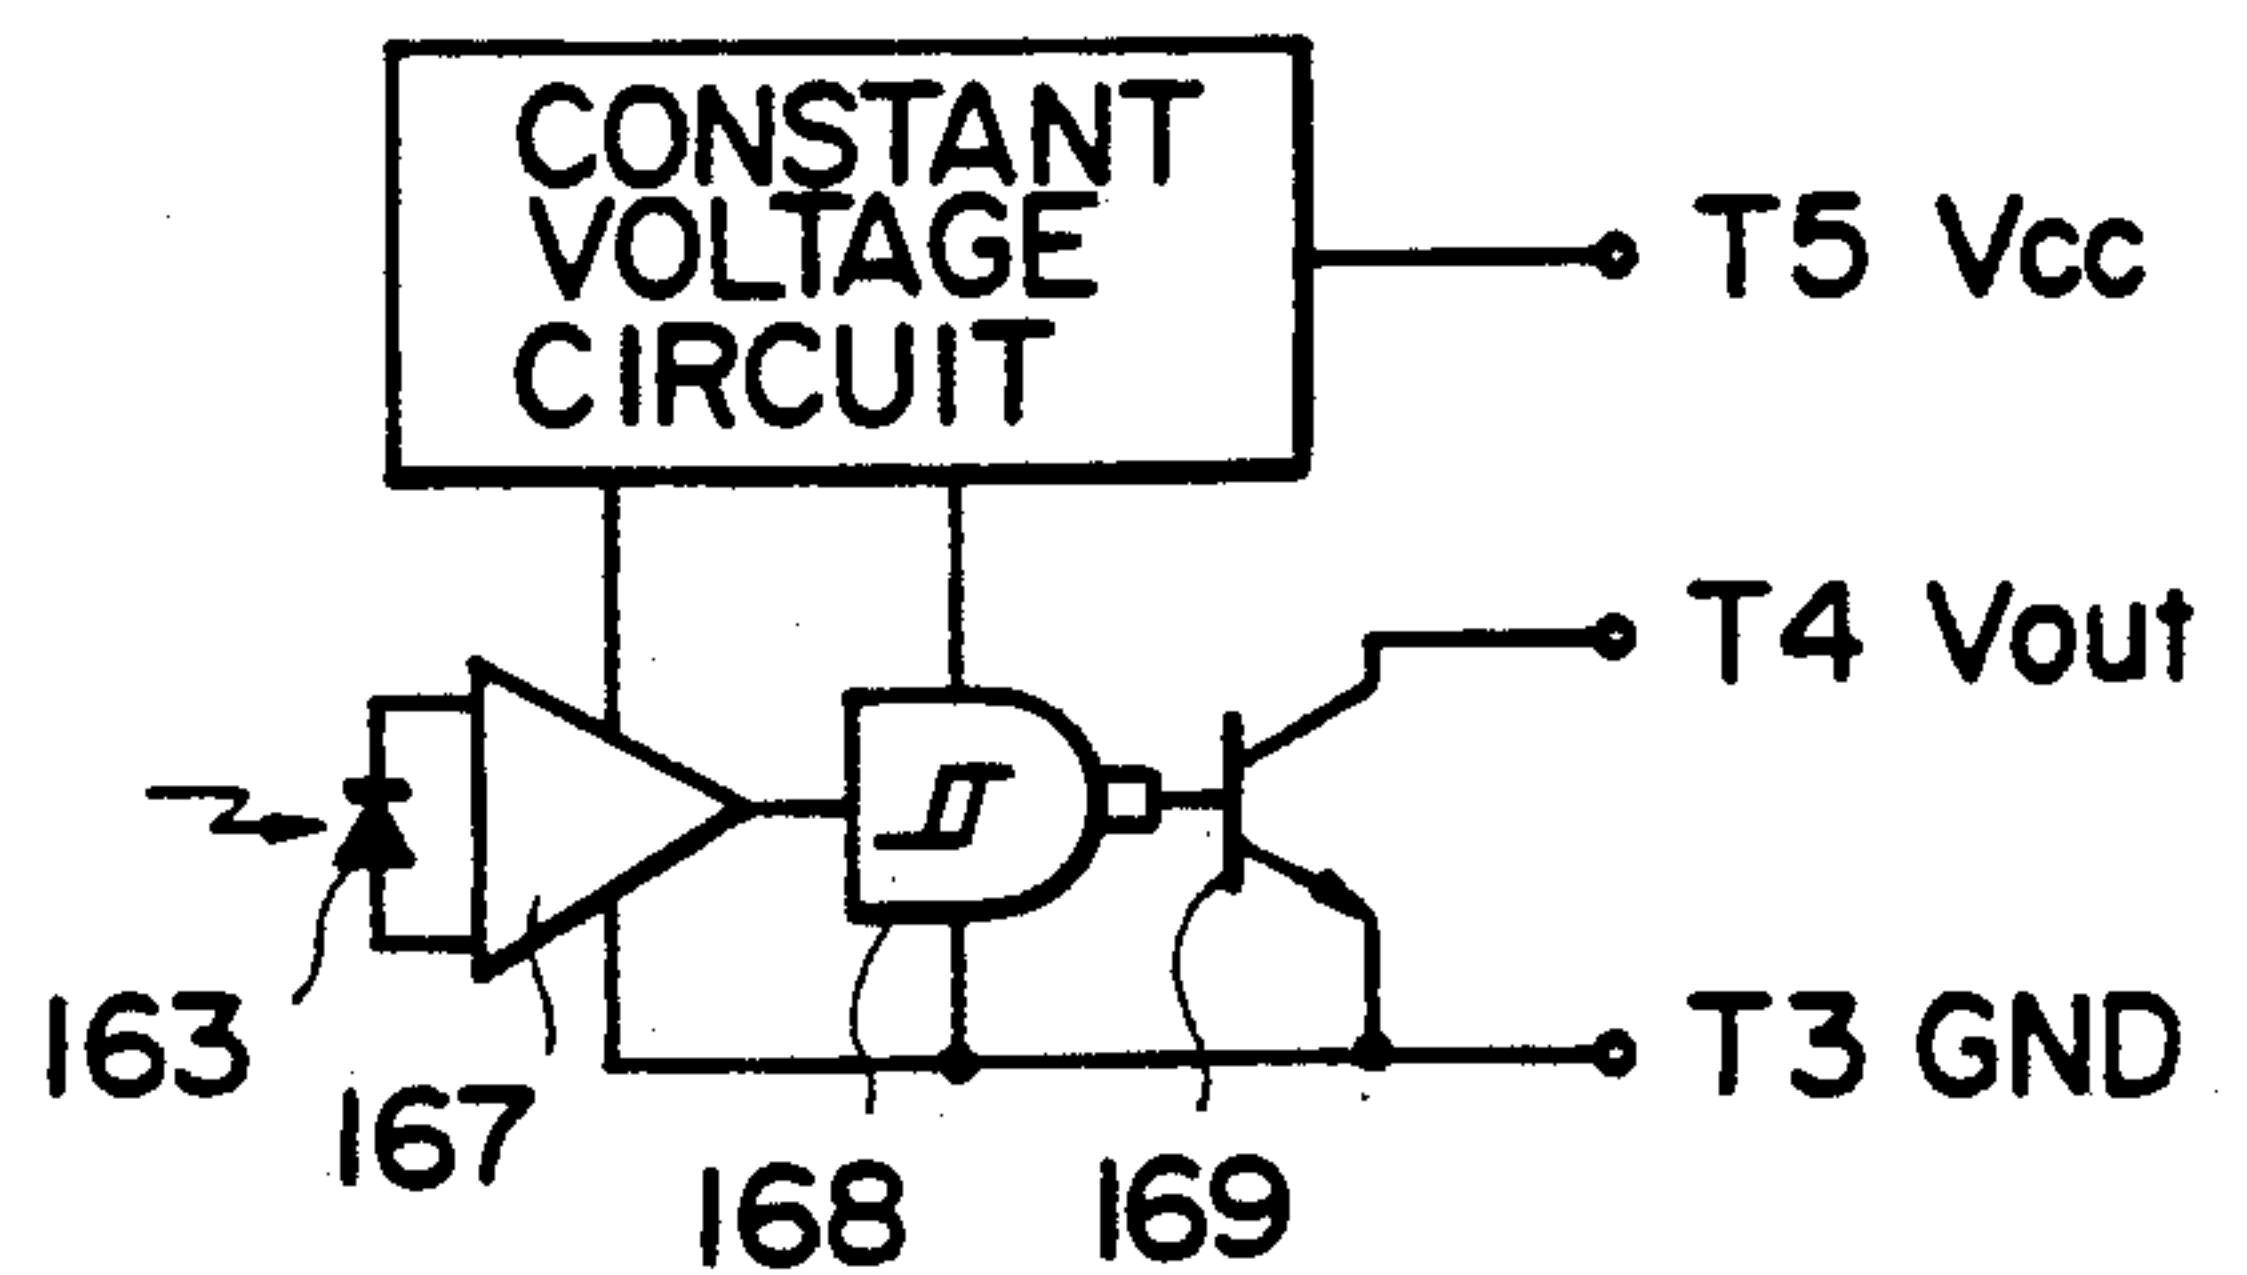 CONSTANT
VOLTAGE
CIRCUIT
T5 Vcc
T4 Vout
T3 GND
163
167
168
169